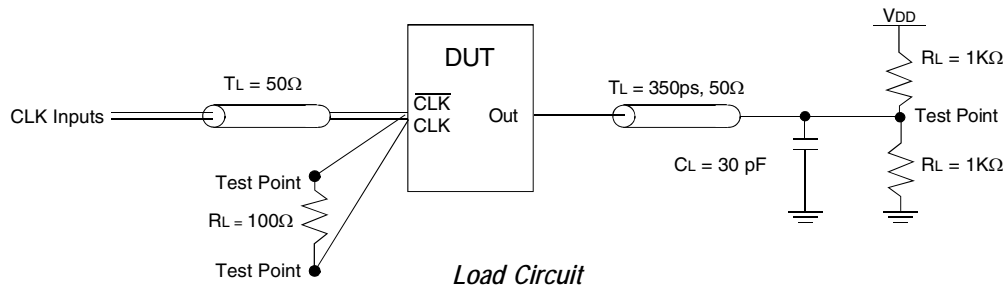 VDD
RL = 1KΩ
DUT
TL = 50Ω
TL = 350ps, 50Ω
CLK Inputs
C̅L̅K̅
CLK
Out
Test Point
CL = 30 pF
RL = 1KΩ
Test Point
RL = 100Ω
Test Point
Load Circuit